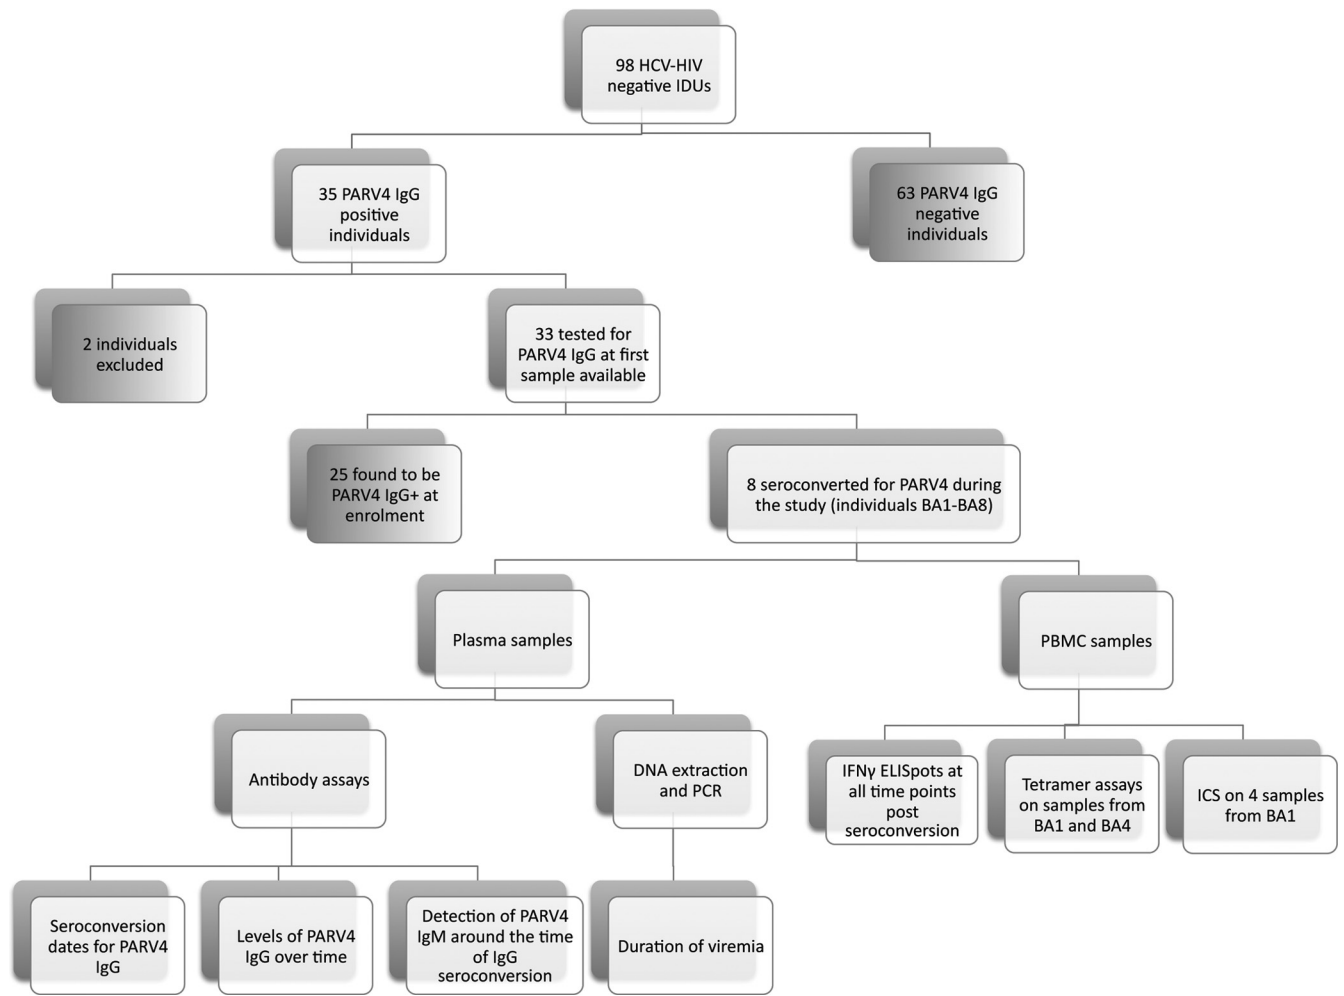 98 HCV-HIV
negative IDUs
35 PARV4 IgG
positive
individuals
63 PARV4 IgG
negative
individuals
2 individuals
excluded
33 tested for
PARV4 IgG at first
sample available
25 found to be
PARV4 IgG+ at
enrolment
8 seroconverted for PARV4 during
the study (individuals BA1-BA8)
Plasma samples
PBMC samples
Antibody assays
DNA extraction
and PCR
IFNγ ELISpots at
all time points
post
seroconversion
Tetramer assays
on samples from
BA1 and BA4
ICS on 4 samples
from BA1
Seroconversion
dates for PARV4
IgG
Levels of PARV4
IgG over time
Detection of PARV4
IgM around the time
of IgG
seroconversion
Duration of viremia